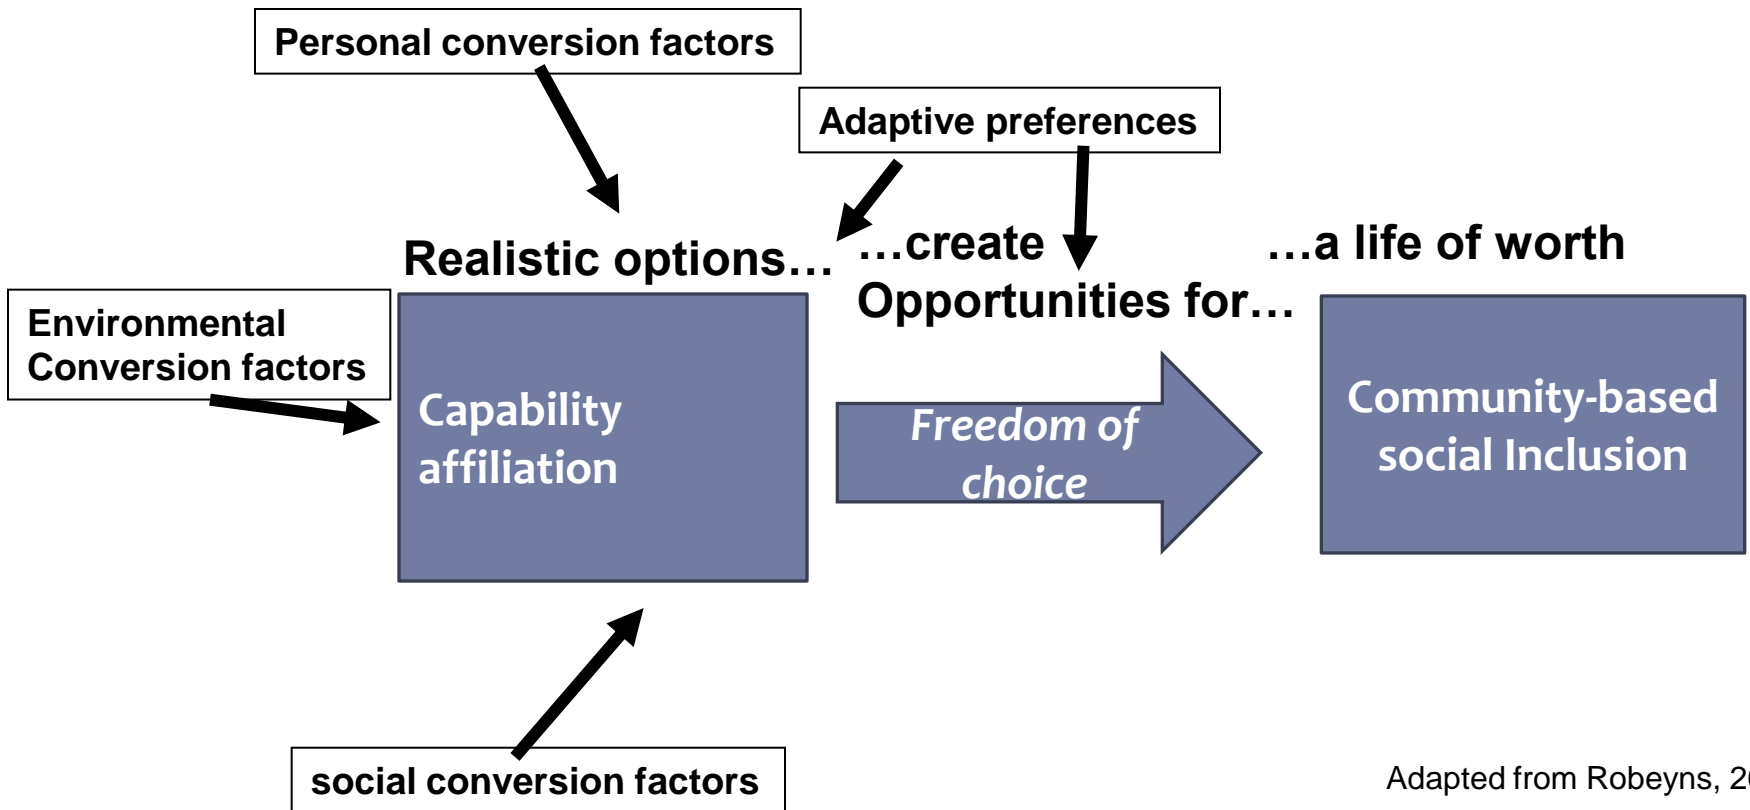 Personal conversion factors
Adaptive preferences
Realistic options…
…create
Opportunities for…
…a life of worth
Environmental
Conversion factors
Capability
affiliation
Freedom of
choice
Community-based
social Inclusion
social conversion factors
Adapted from Robeyns,